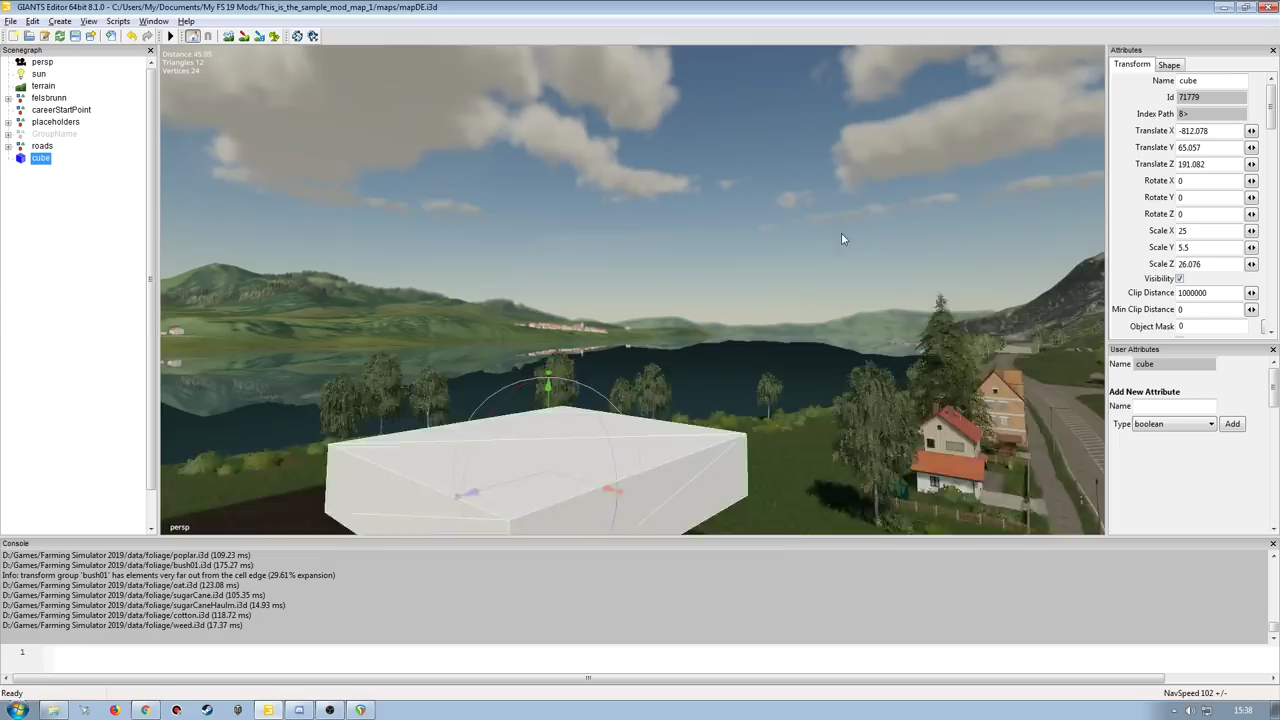 GIANTS Editor 64bit 8.1.0 - C:/Users/My/Documents/My FS 19 Mods/This_is_the_sample_mod_map_1/maps/mapDE.i3d
File Edit Create View Scripts Window Help
Scenegraph
persp
sun
terrain
felsbrunn
careerStartPoint
placeholders
GroupName
roads
cube
Distance 45.05
Triangles 12
Vertices 24
persp
Attributes
Transform Shape
Name cube
Id 71779
Index Path 8>
Translate X -812.078
Translate Y 65.057
Translate Z 191.082
Rotate X 0
Rotate Y 0
Rotate Z 0
Scale X 25
Scale Y 5.5
Scale Z 26.076
Visibility
Clip Distance 1000000
Min Clip Distance 0
Object Mask 0
User Attributes
Name cube
Add New Attribute
Name
Type boolean Add
Console
D:/Games/Farming Simulator 2019/data/foliage/poplar.i3d (109.23 ms)
D:/Games/Farming Simulator 2019/data/foliage/bush01.i3d (175.27 ms)
Info: transform group 'bush01' has elements very far out from the cell edge (29.61% expansion)
D:/Games/Farming Simulator 2019/data/foliage/oat.i3d (123.08 ms)
D:/Games/Farming Simulator 2019/data/foliage/sugarCane.i3d (105.35 ms)
D:/Games/Farming Simulator 2019/data/foliage/sugarCaneHaulm.i3d (14.93 ms)
D:/Games/Farming Simulator 2019/data/foliage/cotton.i3d (118.72 ms)
D:/Games/Farming Simulator 2019/data/foliage/weed.i3d (17.37 ms)
1
Ready
NavSpeed 102 +/-
15:38